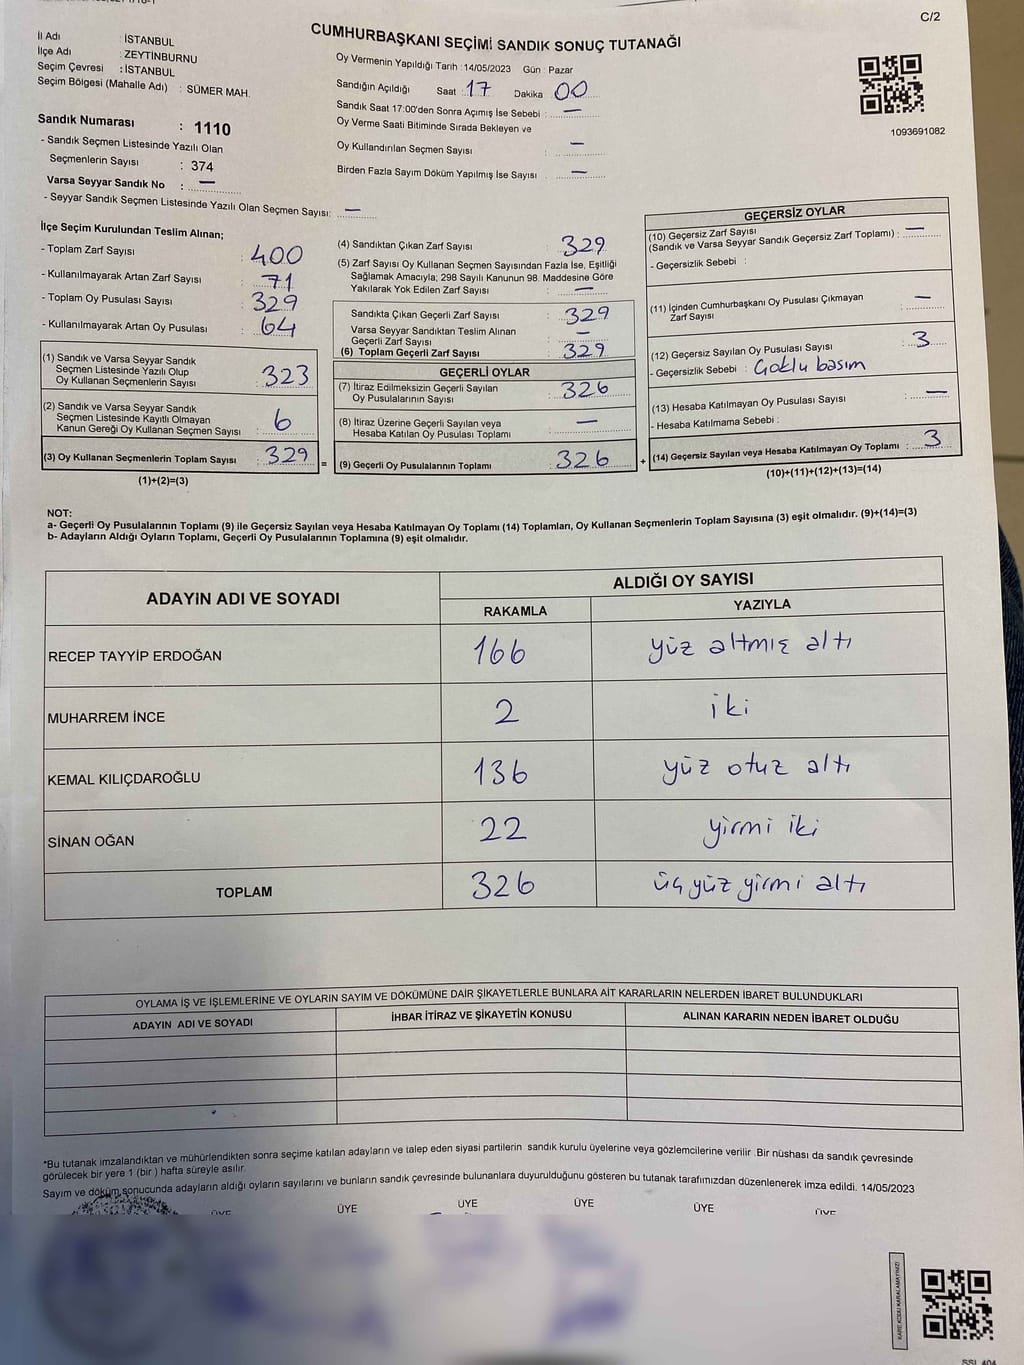 C/2
CUMHURBAŞKANI SEÇİMİ SANDIK SONUÇ TUTANAĞI
İl Adı : İSTANBUL
İlçe Adı : ZEYTİNBURNU
Seçim Çevresi : İSTANBUL
Seçim Bölgesi (Mahalle Adı) : SÜMER MAH.
Sandık Numarası : 1110
- Sandık Seçmen Listesinde Yazılı Olan
Seçmenlerin Sayısı : 374
Varsa Seyyar Sandık No : —
- Seyyar Sandık Seçmen Listesinde Yazılı Olan Seçmen Sayısı: —
Oy Vermenin Yapıldığı Tarih : 14/05/2023 Gün : Pazar
Sandığın Açıldığı Saat : 17 Dakika 00
Sandık Saat 17:00'den Sonra Açımış İse Sebebi : —
Oy Verme Saati Bitiminde Sırada Bekleyen ve
Oy Kullandırılan Seçmen Sayısı : —
Birden Fazla Sayım Döküm Yapılmış İse Sayısı : —
1093691082
İlçe Seçim Kurulundan Teslim Alınan;
- Toplam Zarf Sayısı : 400
- Kullanılmayarak Artan Zarf Sayısı : 71
- Toplam Oy Pusulası Sayısı : 329
- Kullanılmayarak Artan Oy Pusulası : 64
(1) Sandık ve Varsa Seyyar Sandık
Seçmen Listesinde Yazılı Olup
Oy Kullanan Seçmenlerin Sayısı : 323
(2) Sandık ve Varsa Seyyar Sandık
Seçmen Listesinde Kayıtlı Olmayan
Kanun Gereği Oy Kullanan Seçmen Sayısı : 6
(3) Oy Kullanan Seçmenlerin Toplam Sayısı : 329 =
(1)+(2)=(3)
(4) Sandıktan Çıkan Zarf Sayısı : 329
(5) Zarf Sayısı Oy Kullanan Seçmen Sayısından Fazla İse, Eşitliği
Sağlamak Amacıyla; 298 Sayılı Kanunun 98. Maddesine Göre
Yakılarak Yok Edilen Zarf Sayısı : —
Sandıkta Çıkan Geçerli Zarf Sayısı : 329
Varsa Seyyar Sandıktan Teslim Alınan
Geçerli Zarf Sayısı : —
(6) Toplam Geçerli Zarf Sayısı : 329
GEÇERLİ OYLAR
(7) İtiraz Edilmeksizin Geçerli Sayılan
Oy Pusulalarının Sayısı : 326
(8) İtiraz Üzerine Geçerli Sayılan veya
Hesaba Katılan Oy Pusulası Toplamı : —
(9) Geçerli Oy Pusulalarının Toplamı : 326 +
GEÇERSİZ OYLAR
(10) Geçersiz Zarf Sayısı
(Sandık ve Varsa Seyyar Sandık Geçersiz Zarf Toplamı) : —
- Geçersizlik Sebebi :
(11) İçinden Cumhurbaşkanı Oy Pusulası Çıkmayan
Zarf Sayısı : —
(12) Geçersiz Sayılan Oy Pusulası Sayısı : 3
- Geçersizlik Sebebi : Çoklu basım
(13) Hesaba Katılmayan Oy Pusulası Sayısı : —
- Hesaba Katılmama Sebebi :
(14) Geçersiz Sayılan veya Hesaba Katılmayan Oy Toplamı : 3
(10)+(11)+(12)+(13)=(14)
NOT:
a- Geçerli Oy Pusulalarının Toplamı (9) ile Geçersiz Sayılan veya Hesaba Katılmayan Oy Toplamı (14) Toplamları, Oy Kullanan Seçmenlerin Toplam Sayısına (3) eşit olmalıdır. (9)+(14)=(3)
b- Adayların Aldığı Oyların Toplamı, Geçerli Oy Pusulalarının Toplamına (9) eşit olmalıdır.
ADAYIN ADI VE SOYADI
ALDIĞI OY SAYISI
RAKAMLA YAZIYLA
RECEP TAYYİP ERDOĞAN 166 yüz altmış altı
MUHARREM İNCE 2 iki
KEMAL KILIÇDAROĞLU 136 yüz otuz altı
SİNAN OĞAN 22 yirmi iki
TOPLAM 326 üç yüz yirmi altı
OYLAMA İŞ VE İŞLEMLERİNE VE OYLARIN SAYIM VE DÖKÜMÜNE DAİR ŞİKAYETLERLE BUNLARA AİT KARARLARIN NELERDEN İBARET BULUNDUKLARI
ADAYIN ADI VE SOYADI İHBAR İTİRAZ VE ŞİKAYETİN KONUSU ALINAN KARARIN NEDEN İBARET OLDUĞU
*Bu tutanak imzalandıktan ve mühürlendikten sonra seçime katılan adayların ve talep eden siyasi partilerin sandık kurulu üyelerine veya gözlemcilerine verilir .Bir nüshası da sandık çevresinde
görülecek bir yere 1 (bir ) hafta süreyle asılır.
Sayım ve döküm sonucunda adayların aldığı oyların sayılarını ve bunların sandık çevresinde bulunanlara duyurulduğunu gösteren bu tutanak tarafımızdan düzenlenerek imza edildi. 14/05/2023
ÜYE ÜYE ÜYE ÜYE ÜYE ÜYE
KARE KODU KARALAMAYINIZ!